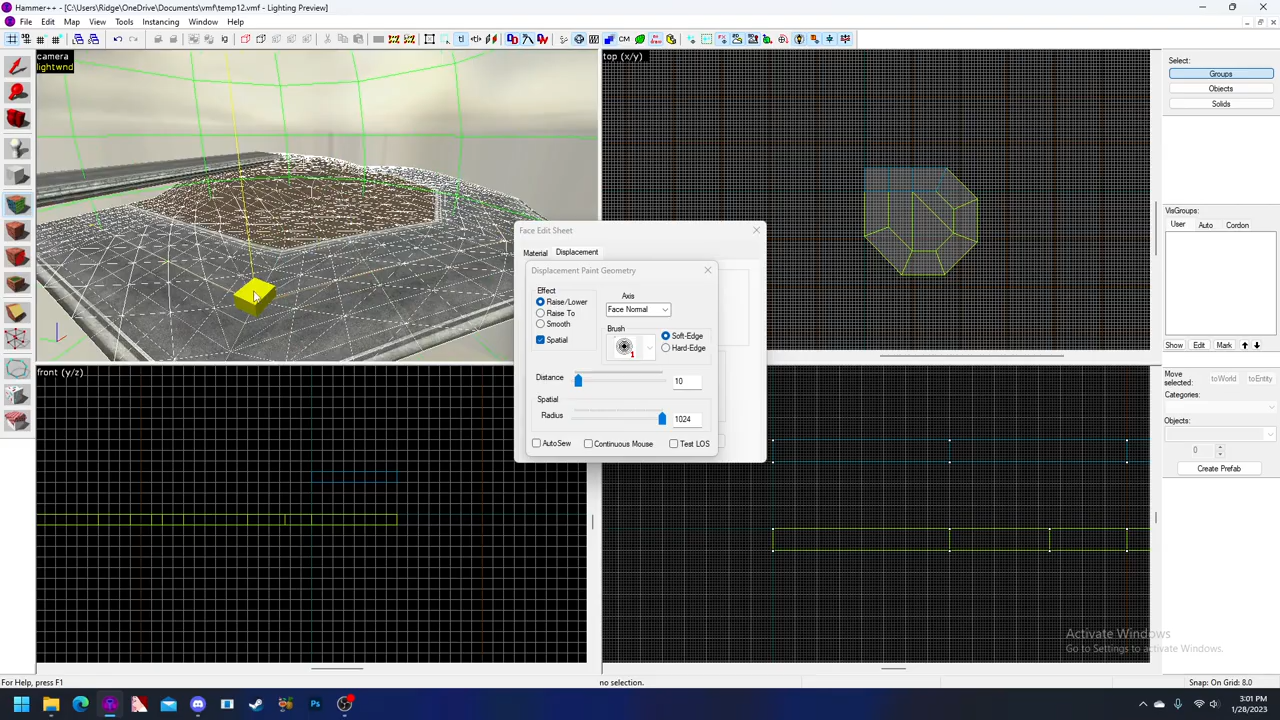 Hammer++ - [C:\Users\Ridge\OneDrive\Documents\vmf\temp12.vmf - Lighting Preview]
File Edit Map View Tools Instancing Window Help
camera
lightwnd
top (x/y)
front (y/z)
Select:
Groups
Objects
Solids
VisGroups:
User Auto Cordon
Show Edit Mark
Move selected: toWorld toEntity
Categories:
Objects:
0
Create Prefab
Face Edit Sheet
Material Displacement
Displacement Paint Geometry
Effect
Raise/Lower
Raise To
Smooth
Spatial
Axis
Face Normal
Brush
1
Soft-Edge
Hard-Edge
Distance 10
Spatial
Radius 1024
AutoSew Continuous Mouse Test LOS
Activate Windows
Go to Settings to activate Windows.
For Help, press F1
no selection.
Snap: On Grid: 8.0
3:01 PM
1/28/2023